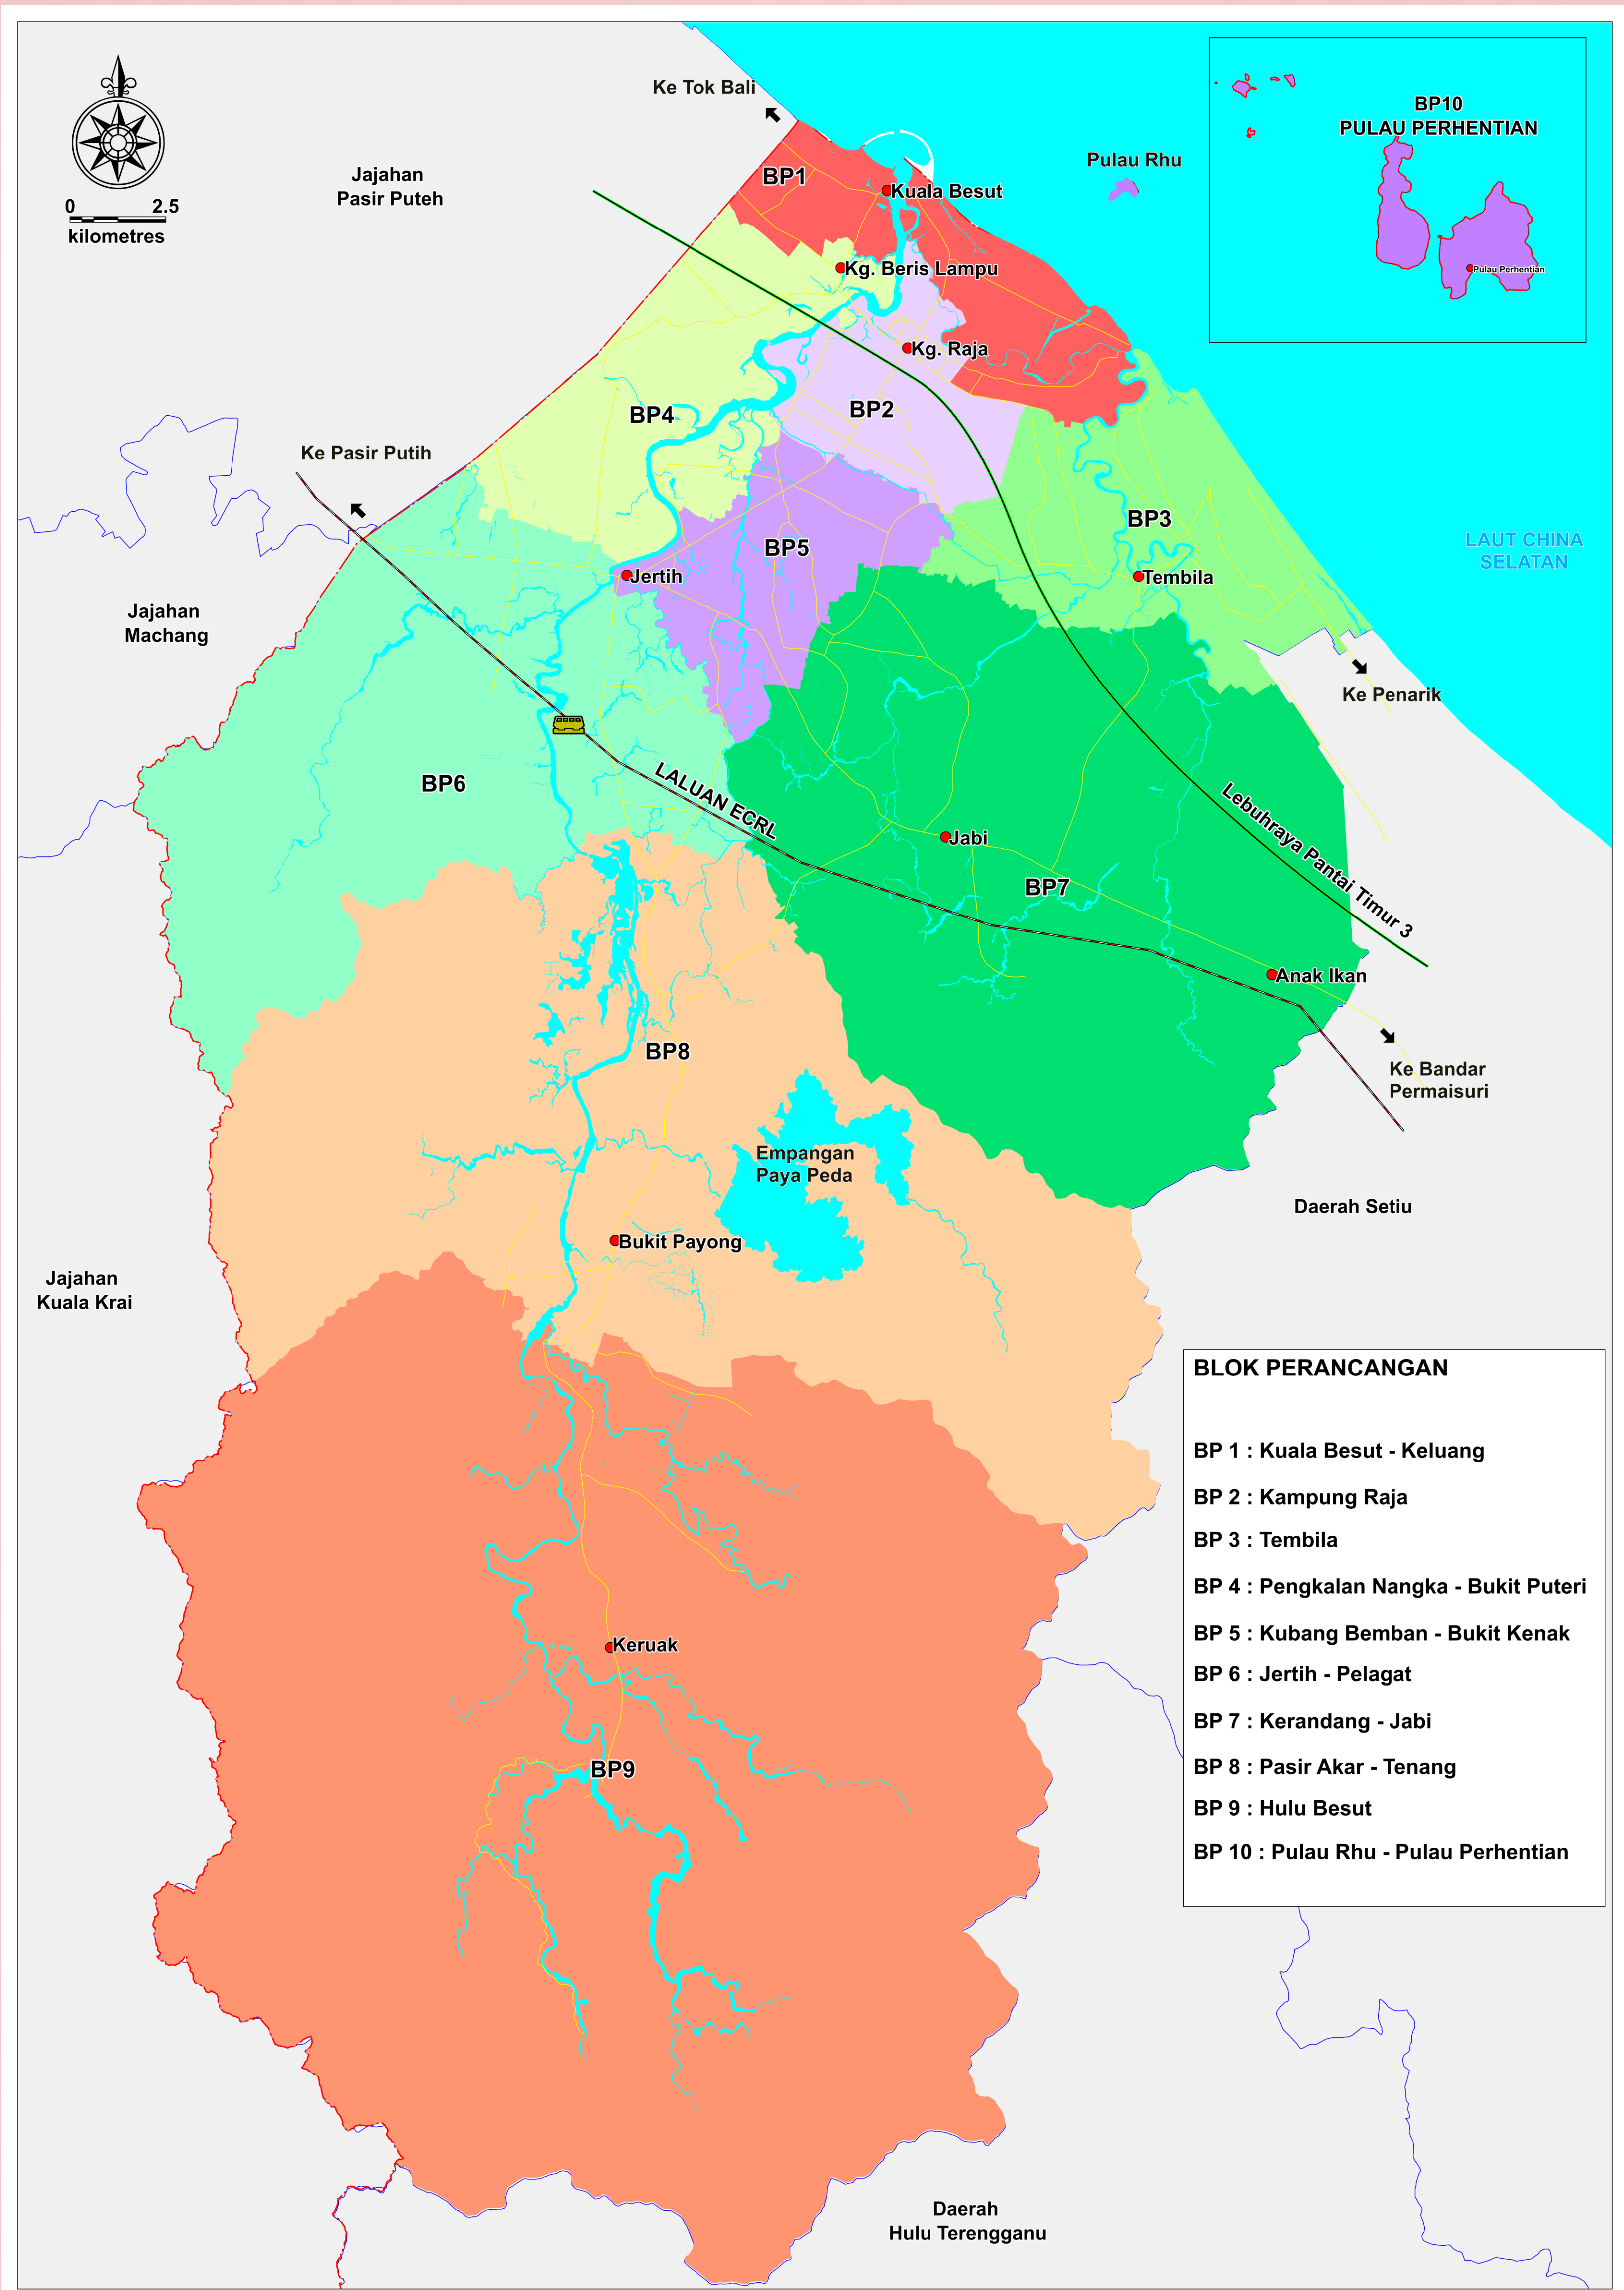 Ke Tok Bali
BP10
PULAU PERHENTIAN
Pulau Rhu
Jajahan
Pasir Puteh
BP1
Kuala Besut
0 2.5
kilometres
Kg. Beris Lampu
Pulau Perhentian
Kg. Raja
BP4
BP2
Ke Pasir Putih
BP3
LAUT CHINA
SELATAN
BP5
Jertih
Tembila
Jajahan
Machang
Ke Penarik
BP6
LALUAN ECRL
Lebuhraya Pantai Timur 3
Jabi
BP7
Anak Ikan
BP8
Ke Bandar
Permaisuri
Empangan
Paya Peda
Daerah Setiu
Bukit Payong
Jajahan
Kuala Krai
BLOK PERANCANGAN
BP 1 : Kuala Besut - Keluang
BP 2 : Kampung Raja
BP 3 : Tembila
BP 4 : Pengkalan Nangka - Bukit Puteri
BP 5 : Kubang Bemban - Bukit Kenak
BP 6 : Jertih - Pelagat
BP 7 : Kerandang - Jabi
BP 8 : Pasir Akar - Tenang
BP 9 : Hulu Besut
BP 10 : Pulau Rhu - Pulau Perhentian
Keruak
BP9
Daerah
Hulu Terengganu